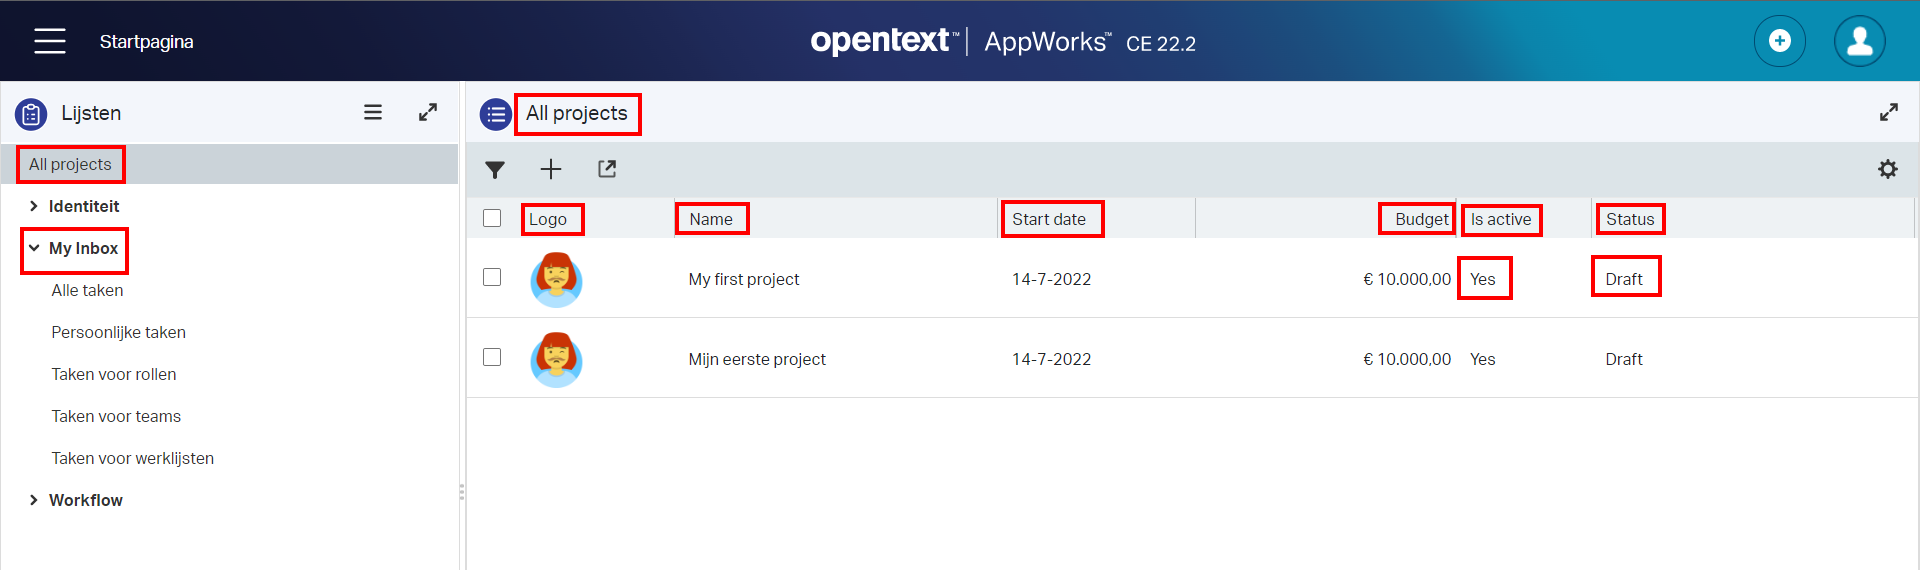 Startpagina
opentext™ | AppWorks™ CE 22.2
Lijsten
All projects
Identiteit
My Inbox
Alle taken
Persoonlijke taken
Taken voor rollen
Taken voor teams
Taken voor werklijsten
Workflow
All projects
Logo Name Start date Budget Is active Status
My first project 14-7-2022 € 10.000,00 Yes Draft
Mijn eerste project 14-7-2022 € 10.000,00 Yes Draft